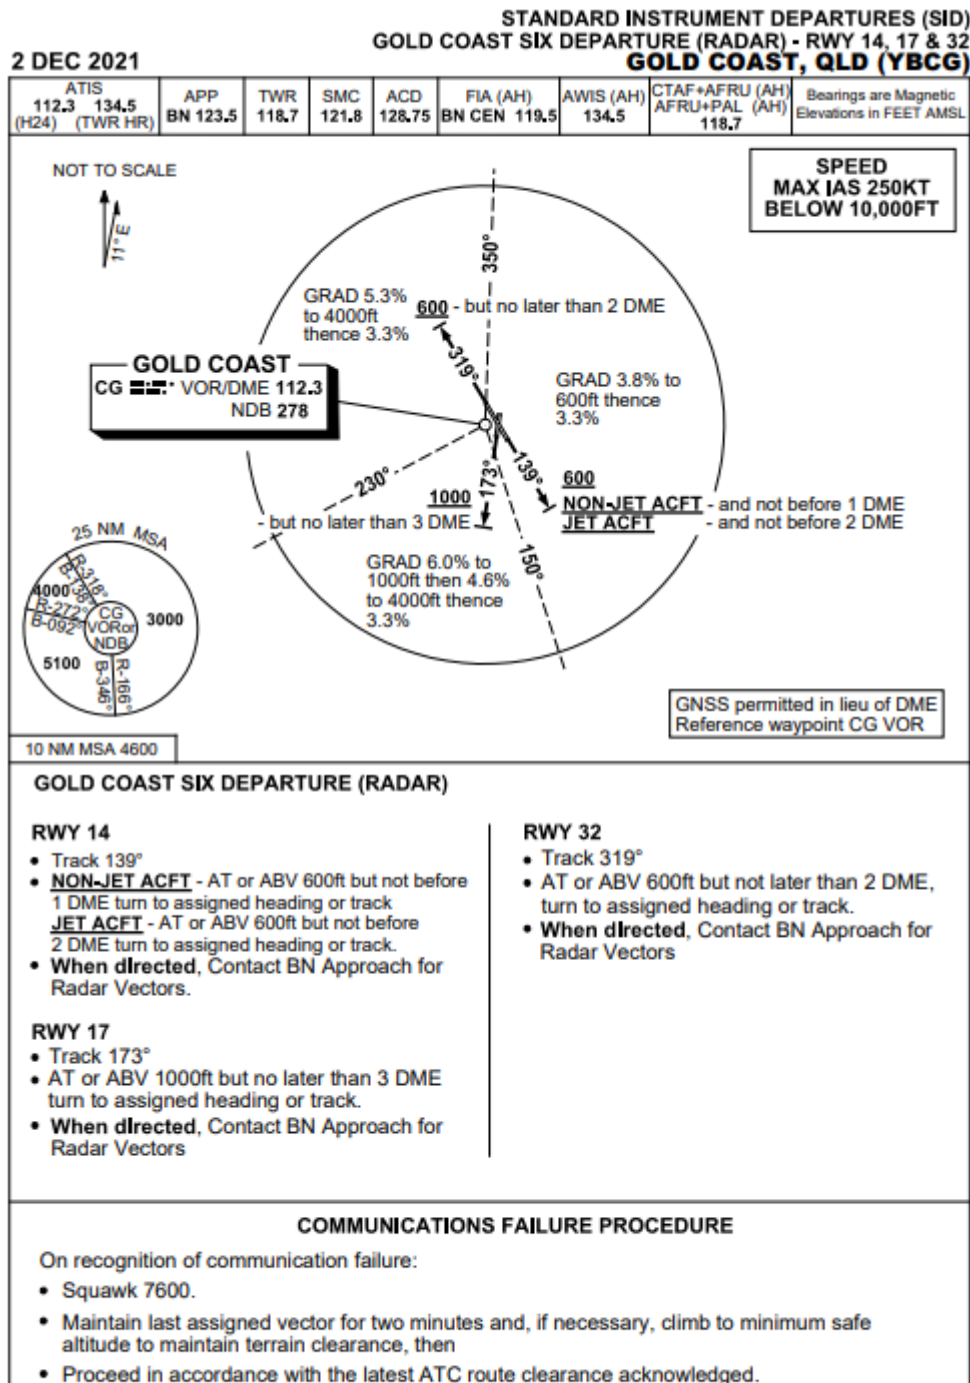 STANDARD INSTRUMENT DEPARTURES (SID)
GOLD COAST SIX DEPARTURE (RADAR) - RWY 14, 17 & 32
2 DEC 2021
GOLD COAST, QLD (YBCG)
ATIS
112.3 134.5
(H24) (TWR HR)
APP
BN 123.5
TWR
118.7
SMC
121.8
ACD
128.75
FIA (AH)
BN CEN 119.5
AWIS (AH)
134.5
CTAF+AFRU (AH)
AFRU+PAL (AH)
118.7
Bearings are Magnetic
Elevations in FEET AMSL
NOT TO SCALE
11°E
SPEED
MAX IAS 250KT
BELOW 10,000FT
350°
GRAD 5.3%
to 4000ft
thence 3.3%
600 - but no later than 2 DME
319°
GOLD COAST
CG VOR/DME 112.3
NDB 278
GRAD 3.8% to
600ft thence
3.3%
230°
173°
139°
600
NON-JET ACFT - and not before 1 DME
JET ACFT - and not before 2 DME
1000
- but no later than 3 DME
150°
GRAD 6.0% to
1000ft then 4.6%
to 4000ft thence
3.3%
25 NM MSA
R-318°
B-138°
4000
R-272°
B-092°
CG
VORor
NDB
3000
5100
B-346°
R-166°
10 NM MSA 4600
GNSS permitted in lieu of DME
Reference waypoint CG VOR
GOLD COAST SIX DEPARTURE (RADAR)
RWY 14
• Track 139°
• NON-JET ACFT - AT or ABV 600ft but not before
1 DME turn to assigned heading or track
JET ACFT - AT or ABV 600ft but not before
2 DME turn to assigned heading or track.
• When directed, Contact BN Approach for
Radar Vectors.
RWY 17
• Track 173°
• AT or ABV 1000ft but no later than 3 DME
turn to assigned heading or track.
• When directed, Contact BN Approach for
Radar Vectors
RWY 32
• Track 319°
• AT or ABV 600ft but not later than 2 DME,
turn to assigned heading or track.
• When directed, Contact BN Approach for
Radar Vectors
COMMUNICATIONS FAILURE PROCEDURE
On recognition of communication failure:
• Squawk 7600.
• Maintain last assigned vector for two minutes and, if necessary, climb to minimum safe
altitude to maintain terrain clearance, then
• Proceed in accordance with the latest ATC route clearance acknowledged.